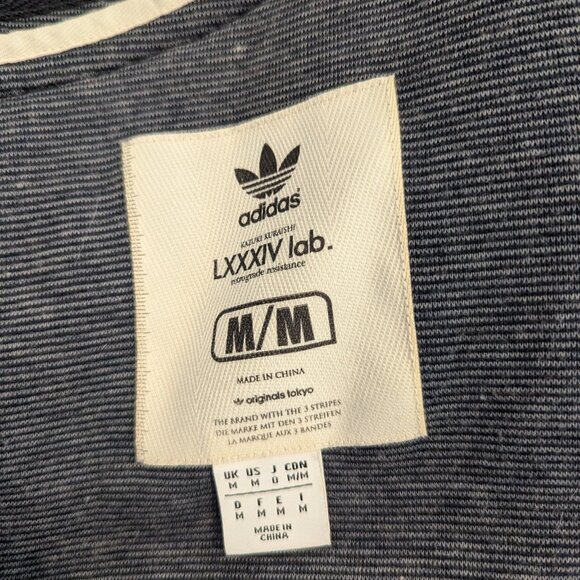 adidas
KAZUKI KURAISHI
LXXXIV lab.
retrograde resistance
M/M
MADE IN CHINA
originals tokyo
THE BRAND WITH THE 3 STRIPES
DIE MARKE MIT DEN 3 STREIFEN
LA MARQUE AUX 3 BANDES
UK US J CDN
M M O M/M
D F E I
M M M M
MADE IN
CHINA